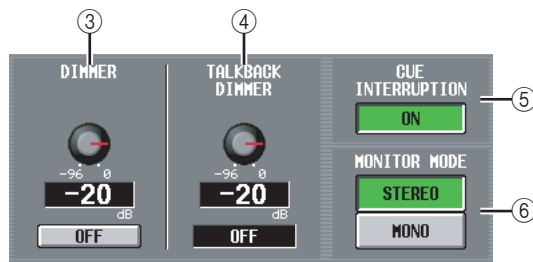 ③
④
DIMMER
-96 0
-20
dB
OFF
TALKBACK
DIMMER
-96 0
-20
dB
OFF
CUE
INTERRUPTION
ON
⑤
MONITOR MODE
STEREO
MONO
⑥